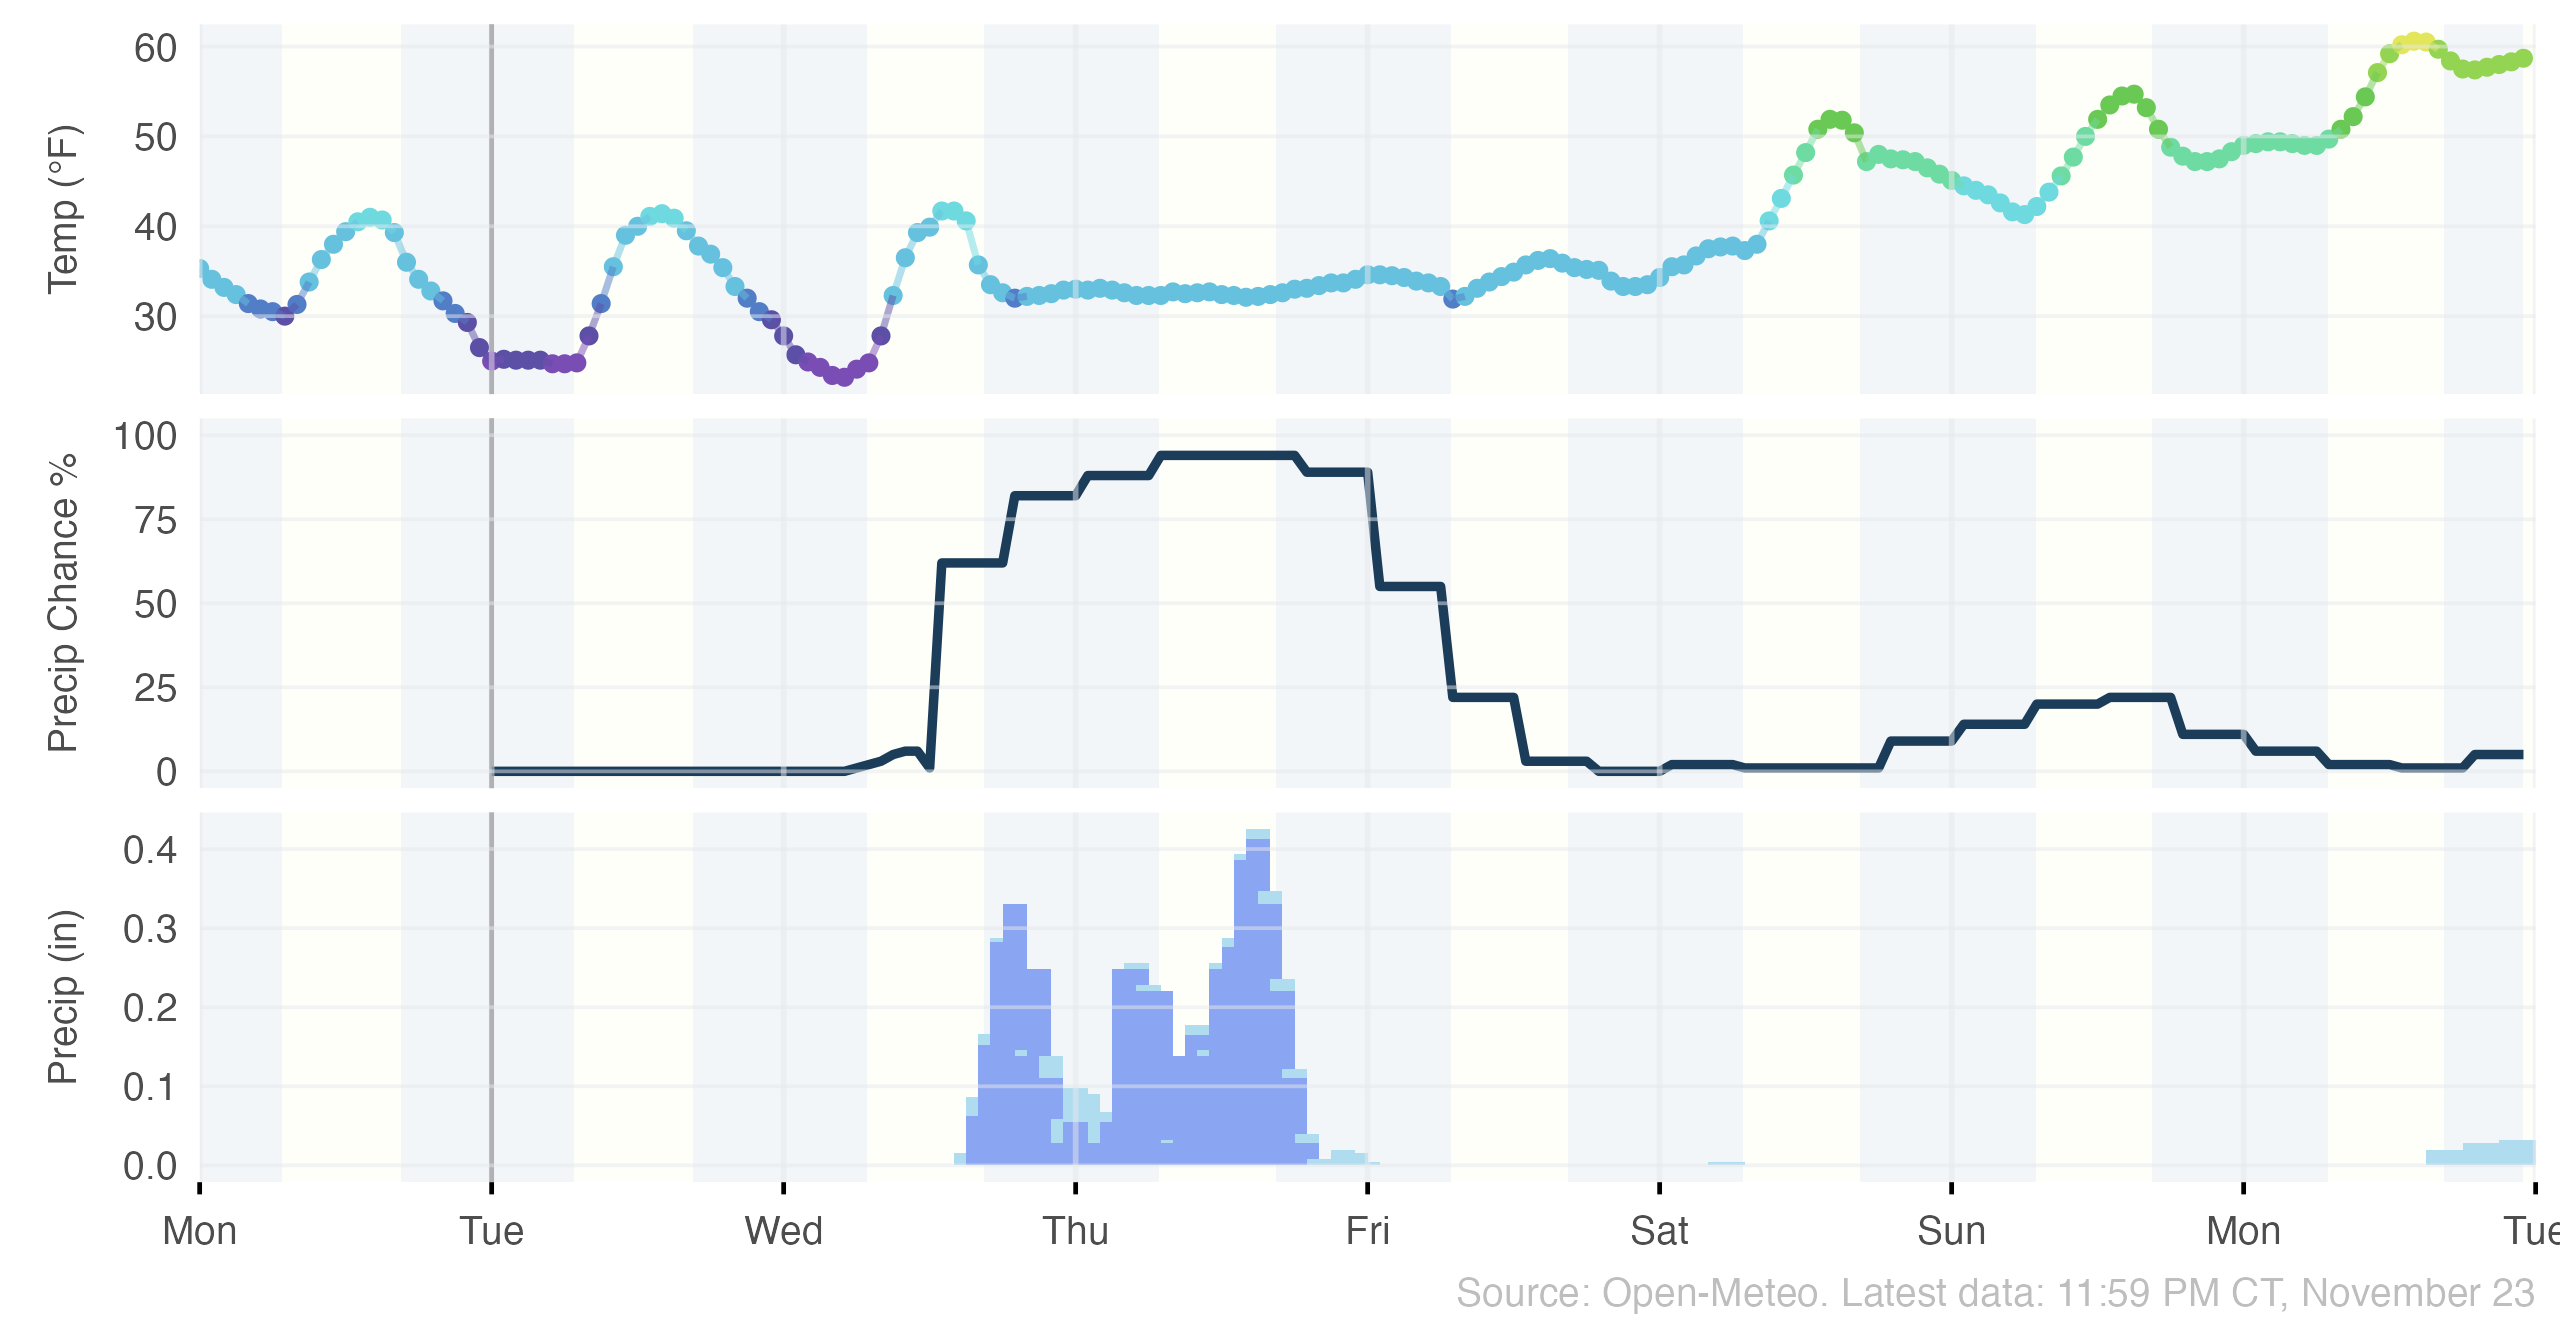 Temp (°F)
60
50
40
30
Precip Chance %
100
75
50
25
0
Precip (in)
0.4
0.3
0.2
0.1
0.0
Mon Tue Wed Thu Fri Sat Sun Mon Tue
Source: Open-Meteo. Latest data: 11:59 PM CT, November 23